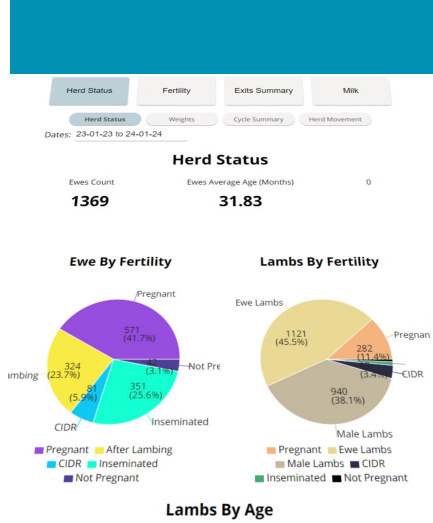 Herd Status Fertility Exits Summary Milk
Herd Status Weights Cycle Summary Herd Movement
Dates: 23-01-23 to 24-01-24
Herd Status
Ewes Count Ewes Average Age (Months) 0
1369 31.83
Ewe By Fertility Lambs By Fertility
Pregnant
571
(41.7%)
42
(3.1%)
Not Pre
351
(25.6%)
Inseminated
81
(5.9%)
CIDR
324
(23.7%)
mbing
Ewe Lambs
1121
(45.5%)
Pregnan
282
(11.4%)
(3.4%)
CIDR
940
(38.1%)
Male Lambs
Pregnant After Lambing
CIDR Inseminated
Not Pregnant
Pregnant Ewe Lambs
Male Lambs CIDR
Inseminated Not Pregnant
Lambs By Age